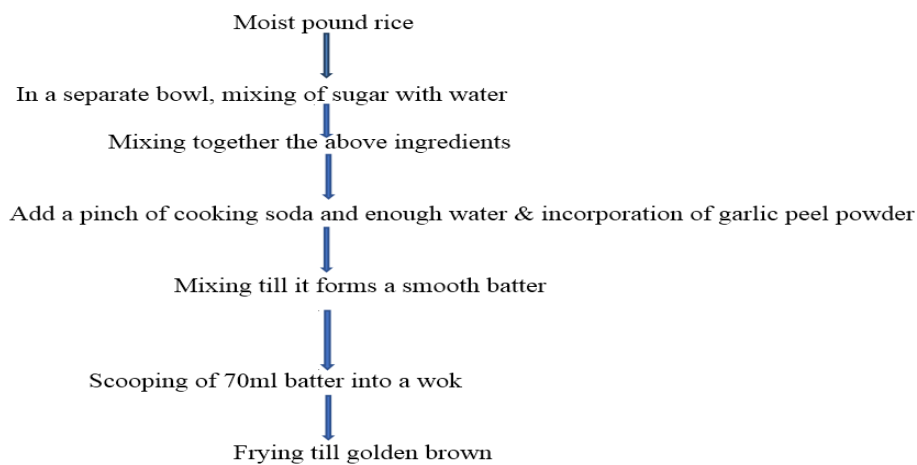 Moist pound rice
In a separate bowl, mixing of sugar with water
Mixing together the above ingredients
Add a pinch of cooking soda and enough water & incorporation of garlic peel powder
Mixing till it forms a smooth batter
Scooping of 70ml batter into a wok
Frying till golden brown